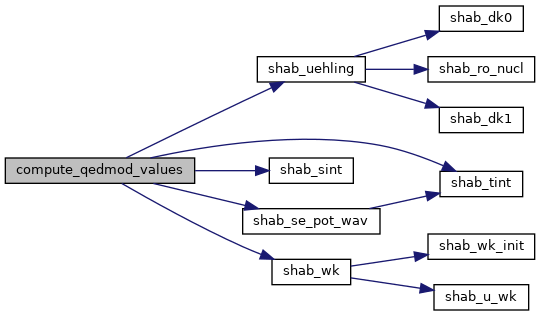 compute_qedmod_values
shab_uehling
shab_dk0
shab_ro_nucl
shab_dk1
shab_sint
shab_tint
shab_se_pot_wav
shab_wk
shab_wk_init
shab_u_wk